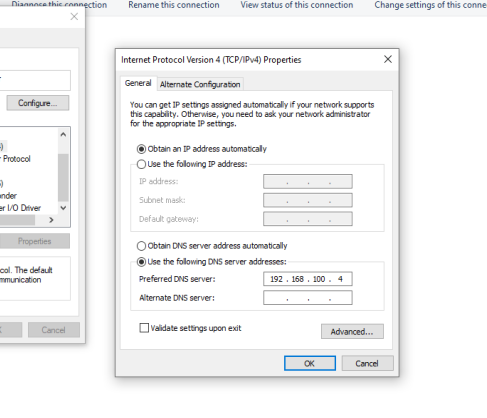 Diagnose this connection Rename this connection View status of this connection Change settings of this conne
Configure...
Protocol
I/O Driver
Properties
col. The default
mmunication
Cancel
Internet Protocol Version 4 (TCP/IPv4) Properties
General Alternate Configuration
You can get IP settings assigned automatically if your network supports
this capability. Otherwise, you need to ask your network administrator
for the appropriate IP settings.
Obtain an IP address automatically
Use the following IP address:
IP address: . . .
Subnet mask: . . .
Default gateway: . . .
Obtain DNS server address automatically
Use the following DNS server addresses:
Preferred DNS server: 192 . 168 . 100 . 4
Alternate DNS server: . . .
Validate settings upon exit
Advanced...
OK Cancel